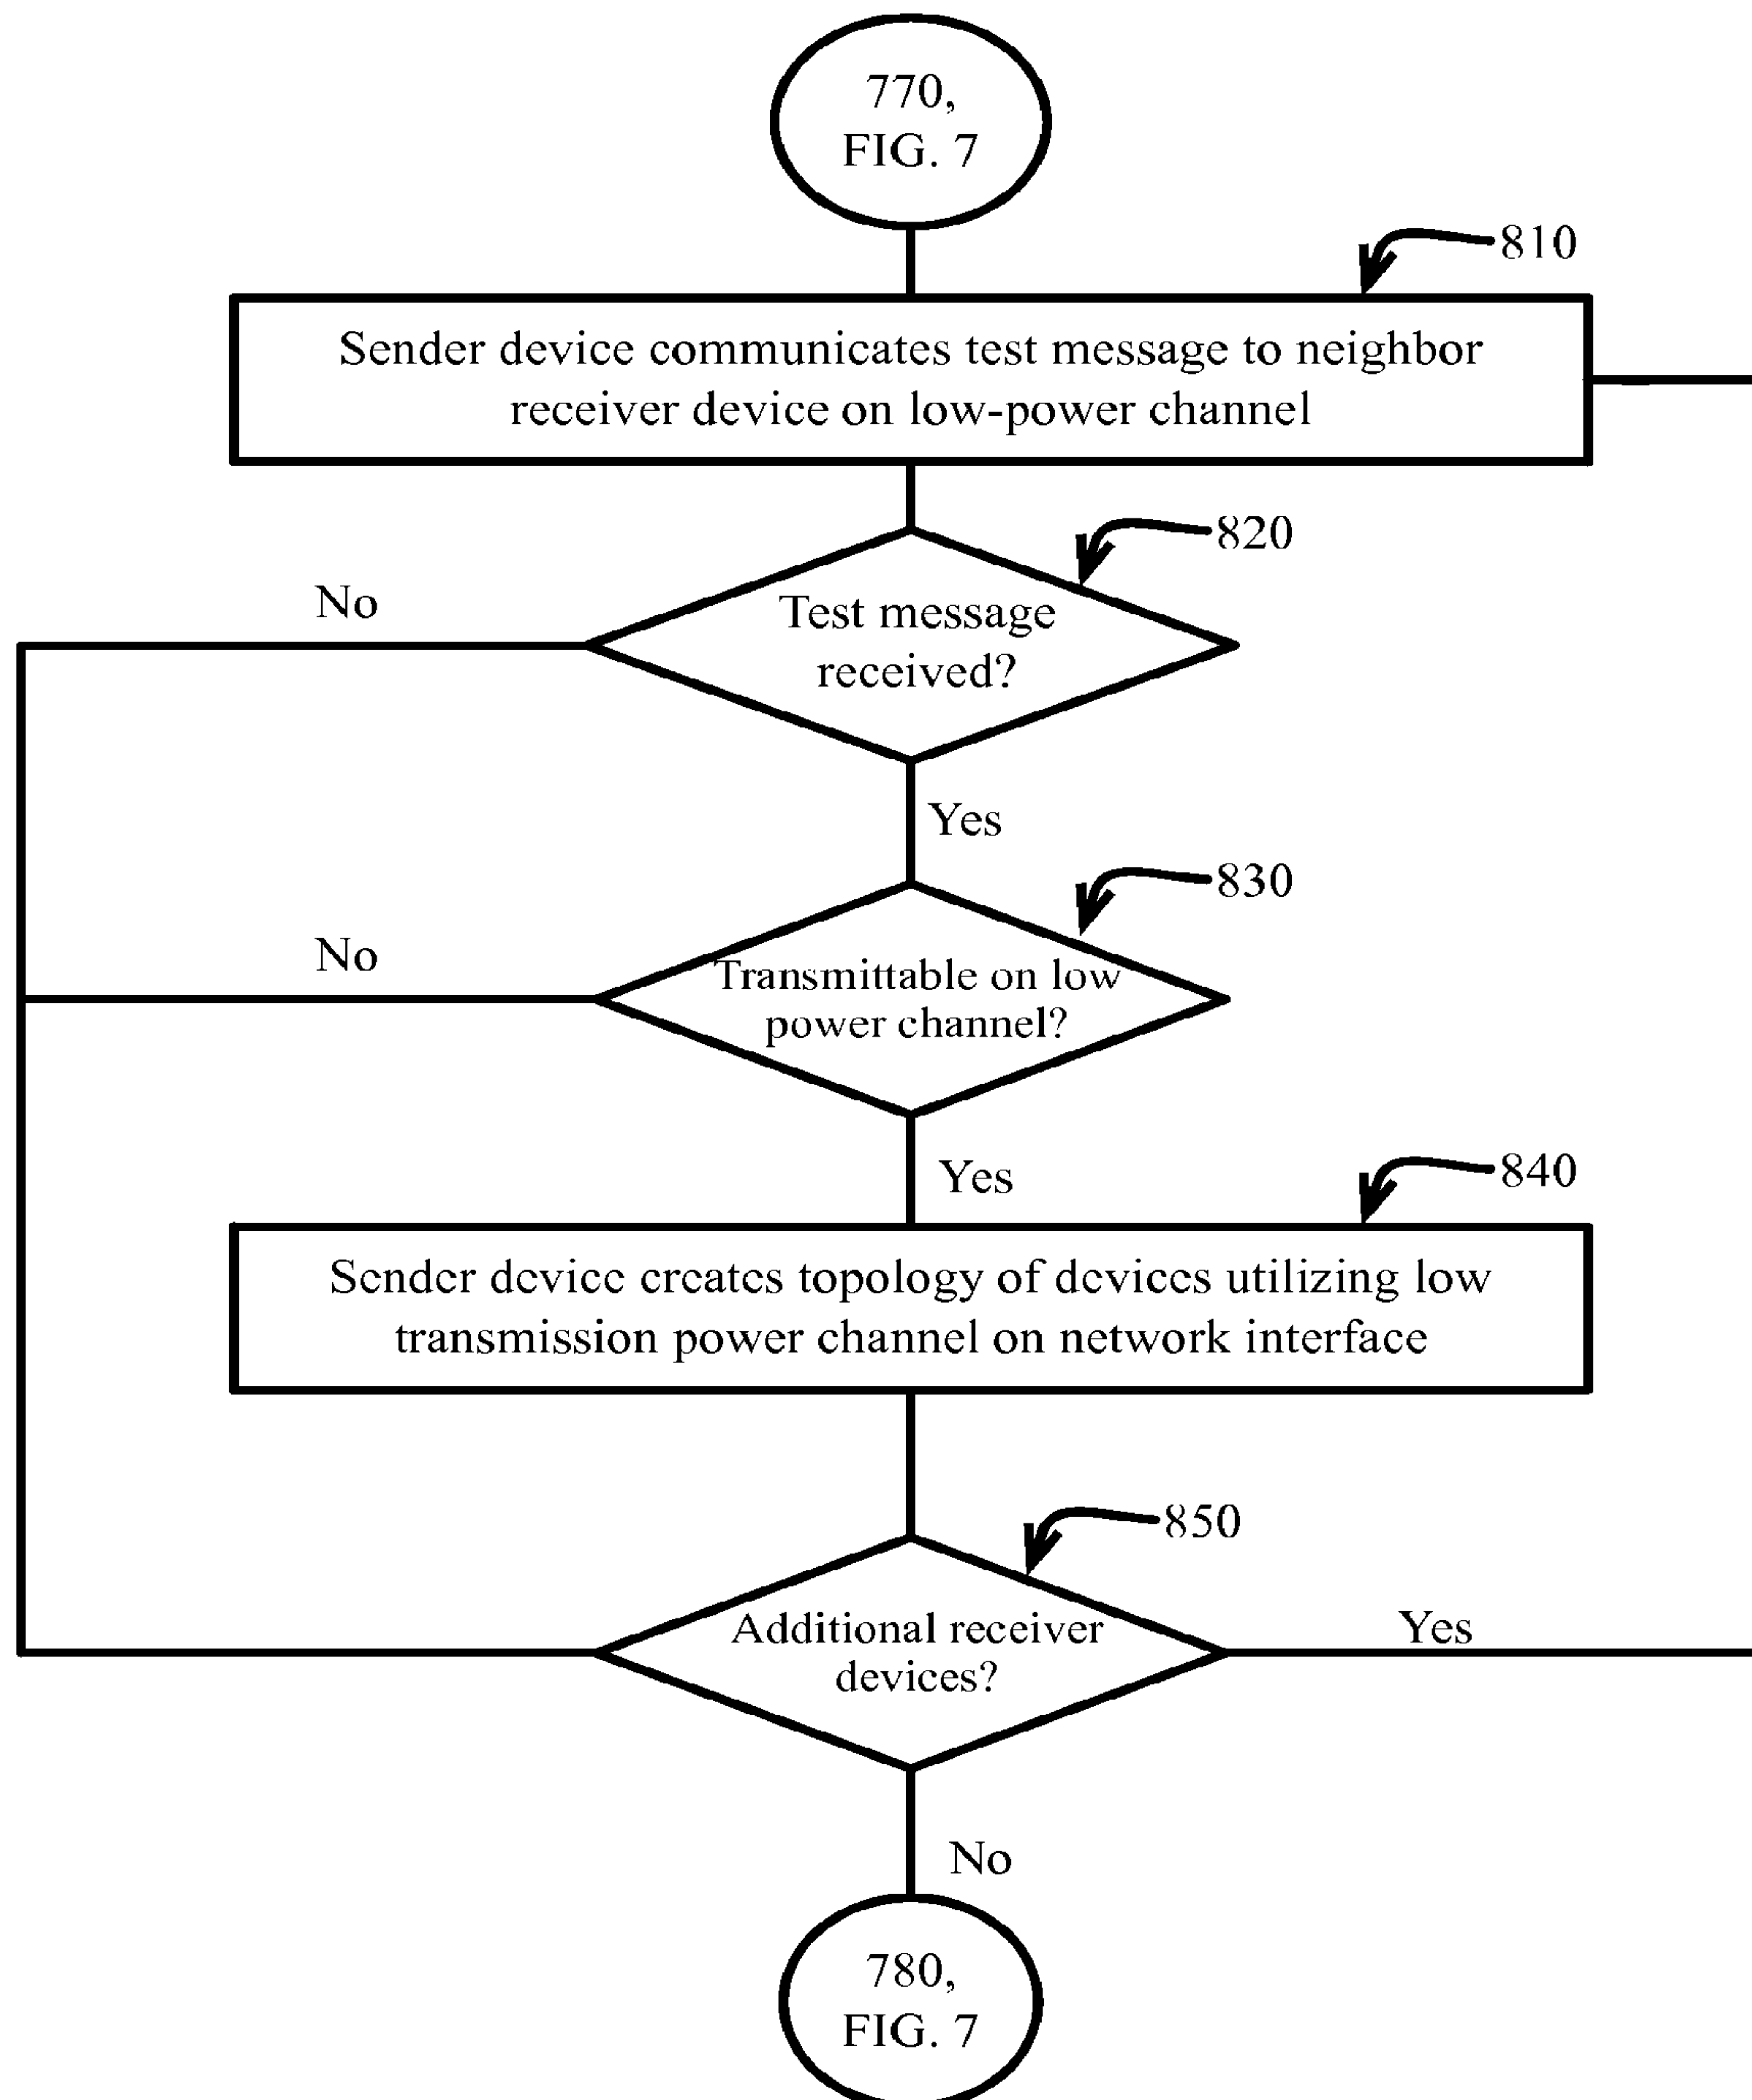 770,
FIG. 7
810
Sender device communicates test message to neighbor
receiver device on low-power channel
820
No
Test message
received?
Yes
830
No
Transmittable on low
power channel?
Yes
840
Sender device creates topology of devices utilizing low
transmission power channel on network interface
850
Additional receiver
devices?
Yes
No
780,
FIG. 7